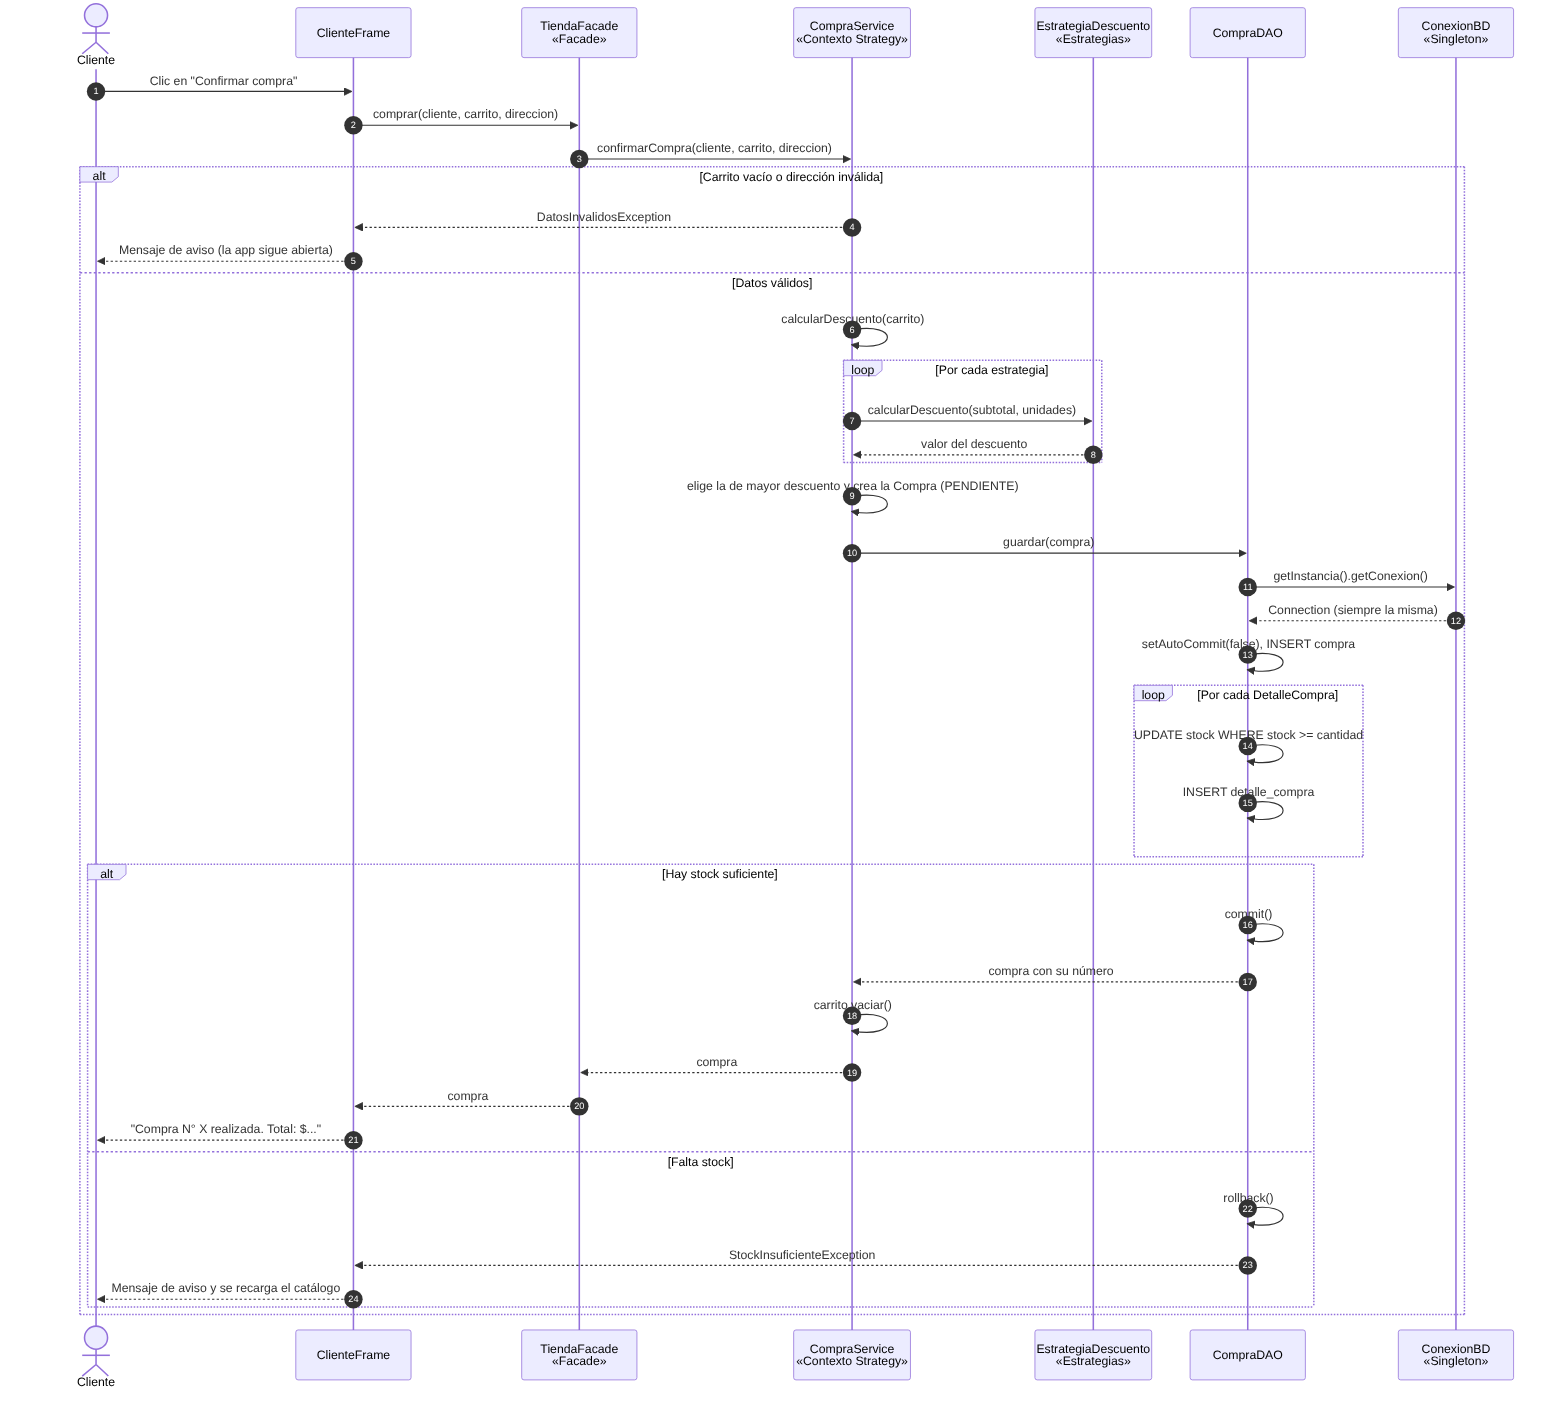 Cliente
ClienteFrame
TiendaFacade
«Facade»
CompraService
«Contexto Strategy»
EstrategiaDescuento
«Estrategias»
CompraDAO
ConexionBD
«Singleton»
1 Clic en "Confirmar compra"
2 comprar(cliente, carrito, direccion)
3 confirmarCompra(cliente, carrito, direccion)
alt [Carrito vacío o dirección inválida]
DatosInvalidosException 4
Mensaje de aviso (la app sigue abierta) 5
[Datos válidos]
calcularDescuento(carrito)
6
loop [Por cada estrategia]
7 calcularDescuento(subtotal, unidades)
valor del descuento 8
elige la de mayor descuento y crea la Compra (PENDIENTE)
9
10 guardar(compra)
11 getInstancia().getConexion()
Connection (siempre la misma) 12
setAutoCommit(false), INSERT compra
13
loop [Por cada DetalleCompra]
UPDATE stock WHERE stock >= cantidad
14
INSERT detalle_compra
15
alt [Hay stock suficiente]
commit()
16
compra con su número 17
carrito.vaciar()
18
compra 19
compra 20
"Compra N° X realizada. Total: $..." 21
[Falta stock]
rollback()
22
StockInsuficienteException 23
Mensaje de aviso y se recarga el catálogo 24
Cliente
ClienteFrame
TiendaFacade
«Facade»
CompraService
«Contexto Strategy»
EstrategiaDescuento
«Estrategias»
CompraDAO
ConexionBD
«Singleton»